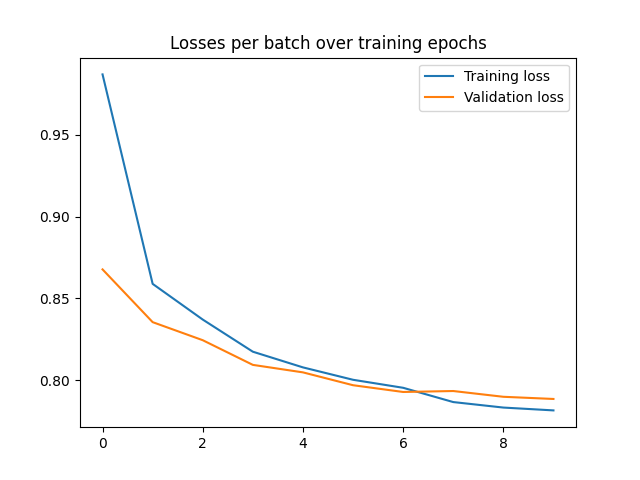 Losses per batch over training epochs
Training loss
Validation loss
0.95
0.90
0.85
0.80
0 2 4 6 8